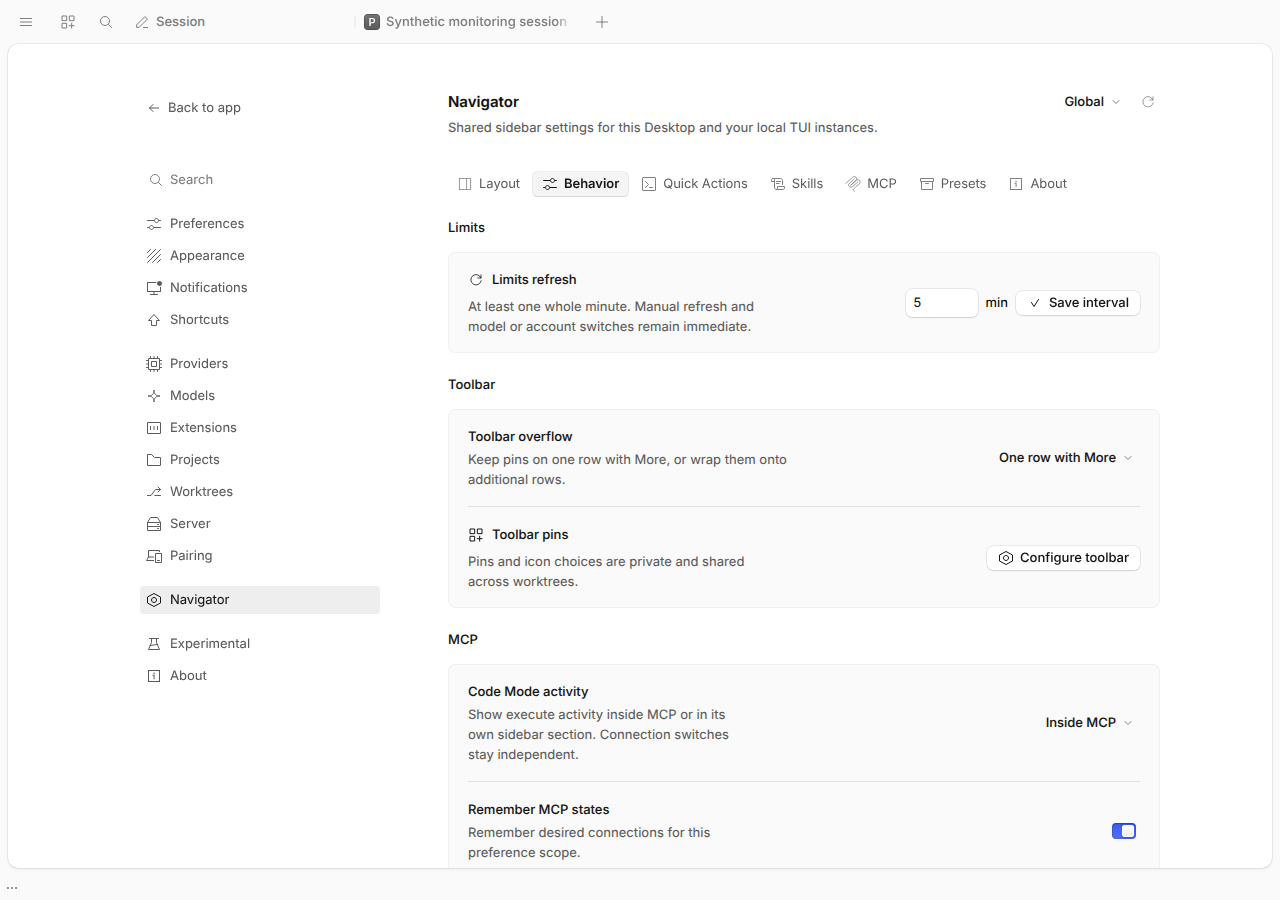 Session
P Synthetic monitoring session
Back to app
Search
Preferences
Appearance
Notifications
Shortcuts
Providers
Models
Extensions
Projects
Worktrees
Server
Pairing
Navigator
Experimental
About
Navigator
Global
Shared sidebar settings for this Desktop and your local TUI instances.
Layout Behavior Quick Actions Skills MCP Presets About
Limits
Limits refresh
At least one whole minute. Manual refresh and
model or account switches remain immediate.
5 min Save interval
Toolbar
Toolbar overflow
Keep pins on one row with More, or wrap them onto
additional rows.
One row with More
Toolbar pins
Pins and icon choices are private and shared
across worktrees.
Configure toolbar
MCP
Code Mode activity
Show execute activity inside MCP or in its
own sidebar section. Connection switches
stay independent.
Inside MCP
Remember MCP states
Remember desired connections for this
preference scope.
...